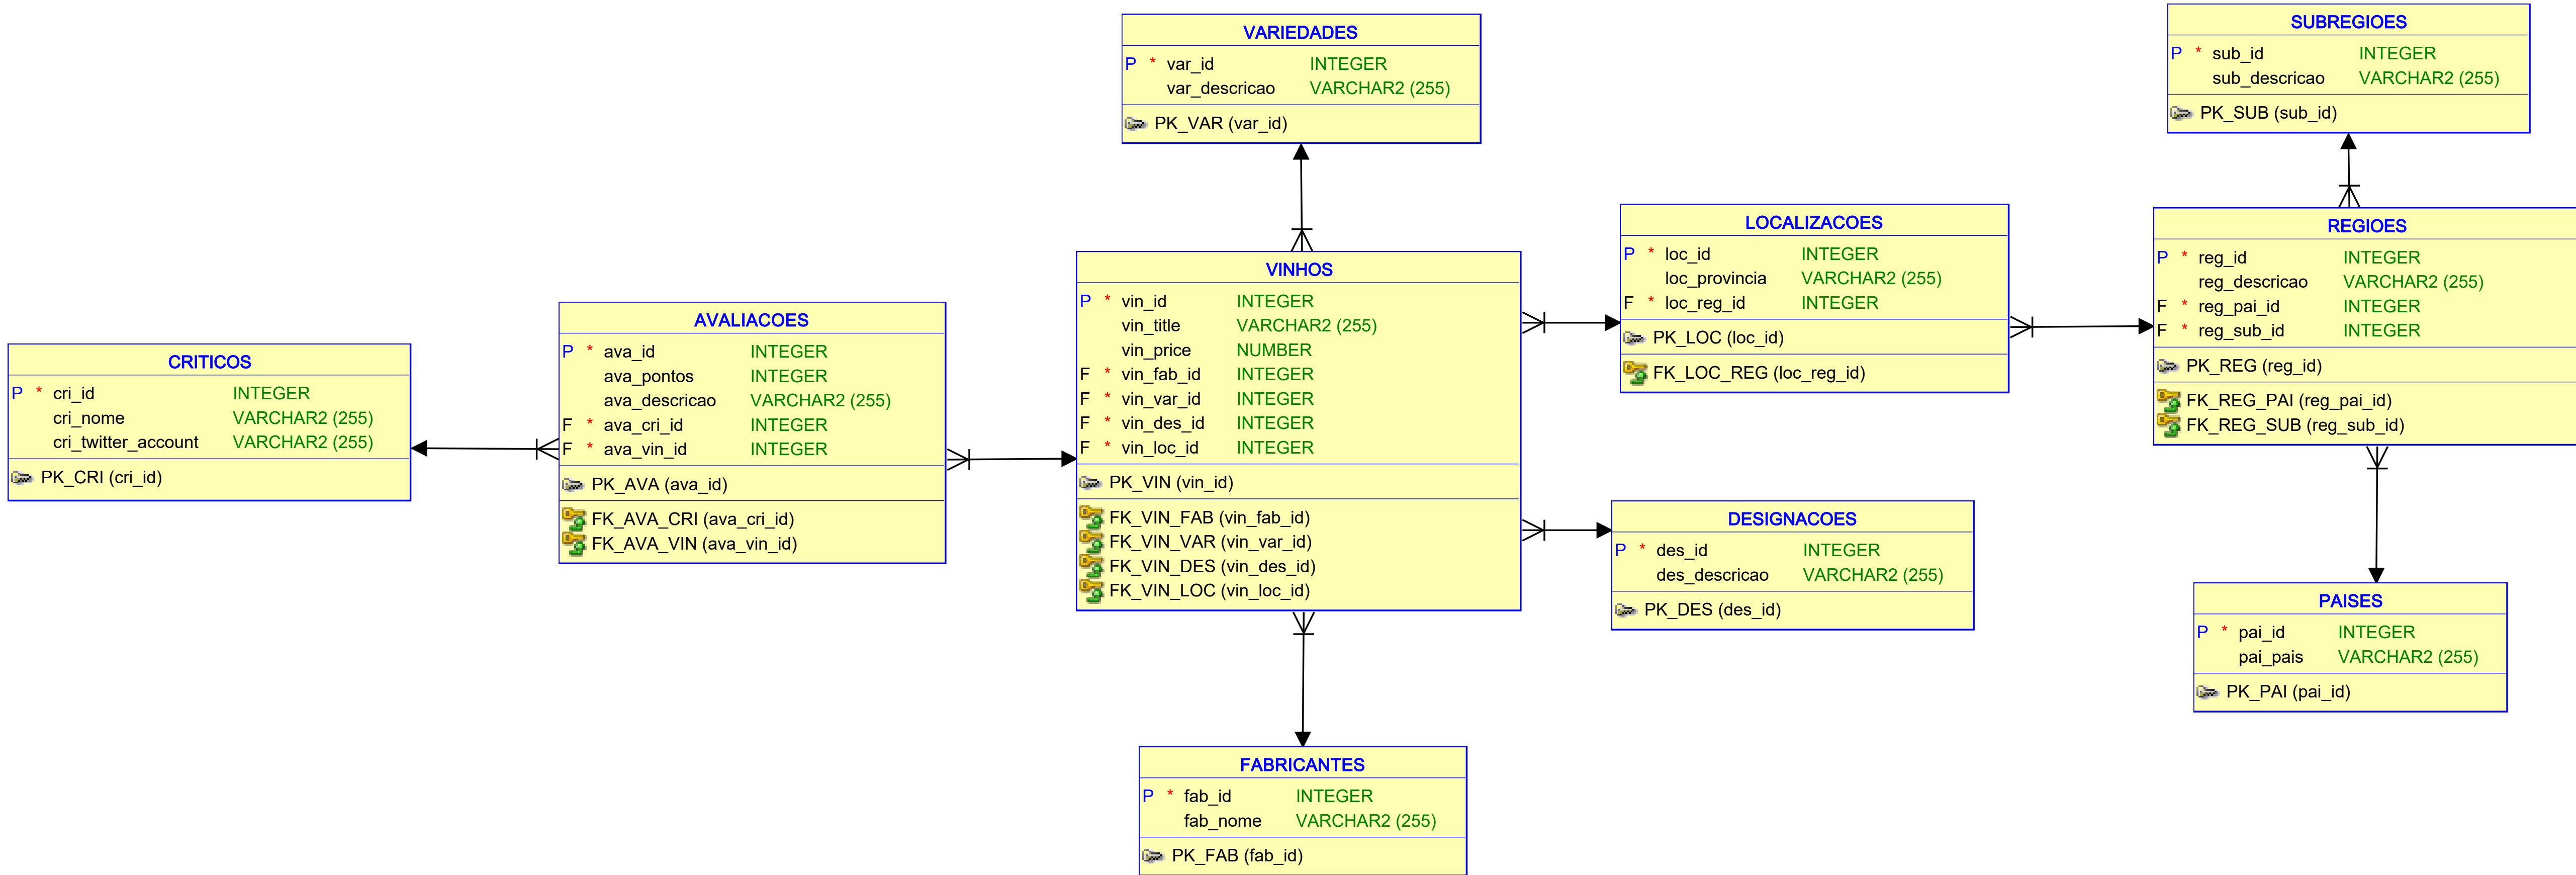 VARIEDADES
P * var_id INTEGER
var_descricao VARCHAR2 (255)
PK_VAR (var_id)
SUBREGIOES
P * sub_id INTEGER
sub_descricao VARCHAR2 (255)
PK_SUB (sub_id)
CRITICOS
P * cri_id INTEGER
cri_nome VARCHAR2 (255)
cri_twitter_account VARCHAR2 (255)
PK_CRI (cri_id)
AVALIACOES
P * ava_id INTEGER
ava_pontos INTEGER
ava_descricao VARCHAR2 (255)
F * ava_cri_id INTEGER
F * ava_vin_id INTEGER
PK_AVA (ava_id)
FK_AVA_CRI (ava_cri_id)
FK_AVA_VIN (ava_vin_id)
VINHOS
P * vin_id INTEGER
vin_title VARCHAR2 (255)
vin_price NUMBER
F * vin_fab_id INTEGER
F * vin_var_id INTEGER
F * vin_des_id INTEGER
F * vin_loc_id INTEGER
PK_VIN (vin_id)
FK_VIN_FAB (vin_fab_id)
FK_VIN_VAR (vin_var_id)
FK_VIN_DES (vin_des_id)
FK_VIN_LOC (vin_loc_id)
LOCALIZACOES
P * loc_id INTEGER
loc_provincia VARCHAR2 (255)
F * loc_reg_id INTEGER
PK_LOC (loc_id)
FK_LOC_REG (loc_reg_id)
REGIOES
P * reg_id INTEGER
reg_descricao VARCHAR2 (255)
F * reg_pai_id INTEGER
F * reg_sub_id INTEGER
PK_REG (reg_id)
FK_REG_PAI (reg_pai_id)
FK_REG_SUB (reg_sub_id)
DESIGNACOES
P * des_id INTEGER
des_descricao VARCHAR2 (255)
PK_DES (des_id)
PAISES
P * pai_id INTEGER
pai_pais VARCHAR2 (255)
PK_PAI (pai_id)
FABRICANTES
P * fab_id INTEGER
fab_nome VARCHAR2 (255)
PK_FAB (fab_id)